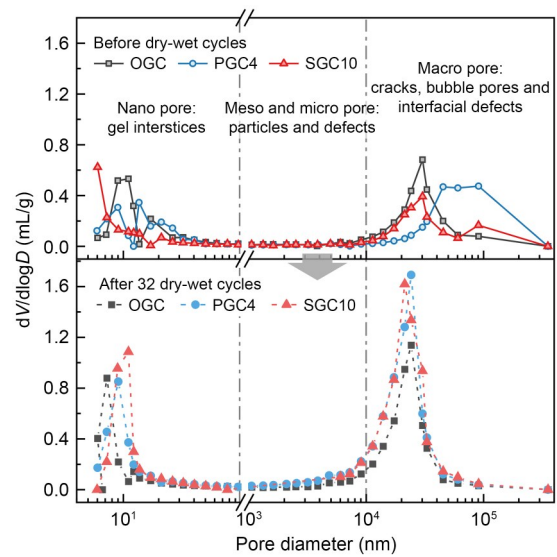 1.6
1.2
0.8
0.4
0.0
Before dry-wet cycles
OGC PGC4 SGC10
Nano pore:
gel interstices
Meso and micro pore:
particles and defects
Macro pore:
cracks, bubble pores and
interfacial defects
dV/dlogD (mL/g)
After 32 dry-wet cycles
OGC PGC4 SGC10
1.6
1.2
0.8
0.4
0.0
10¹ 10³ 10⁴ 10⁵
Pore diameter (nm)